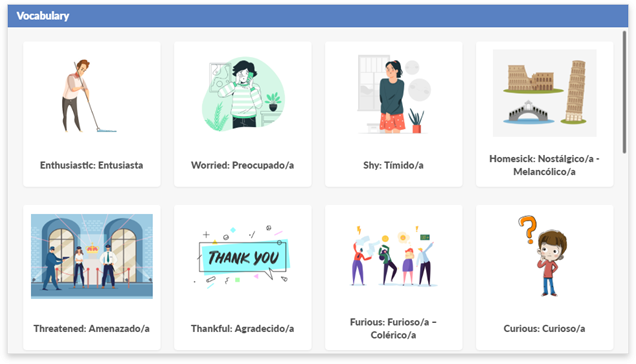 Vocabulary
Enthusiastic: Entusiasta
Worried: Preocupado/a
Shy: Tímido/a
Homesick: Nostálgico/a -
Melancólico/a
THANK YOU
?
Threatened: Amenazado/a
Thankful: Agradecido/a
Furious: Furioso/a –
Colérico/a
Curious: Curioso/a